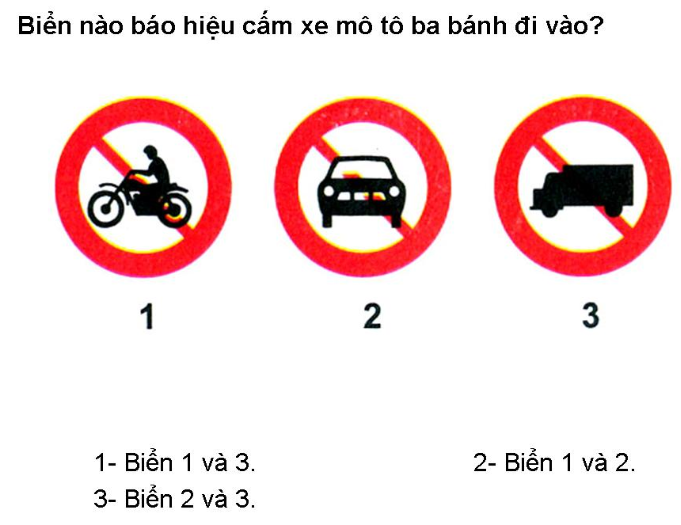 Biển nào báo hiệu cấm xe mô tô ba bánh đi vào?
1 2 3
1- Biển 1 và 3. 2- Biển 1 và 2.
3- Biển 2 và 3.